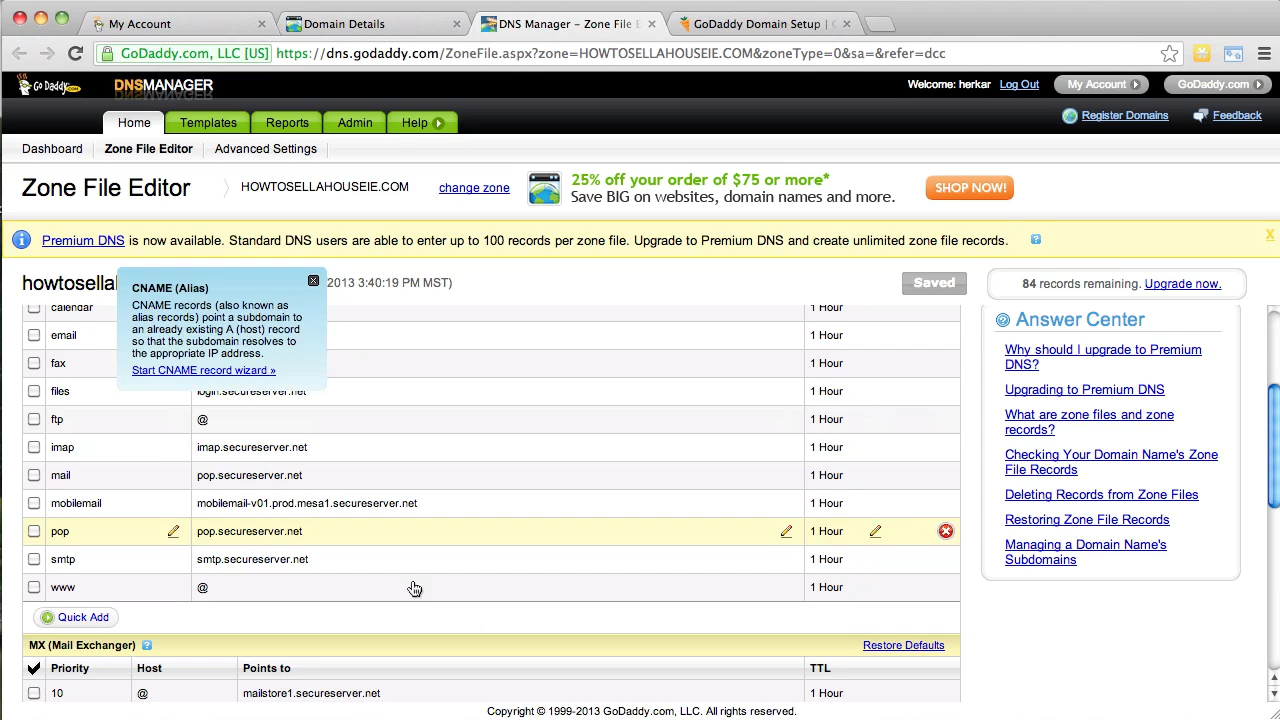 My Account
Domain Details
DNS Manager – Zone File E
GoDaddy Domain Setup |
GoDaddy.com, LLC [US] https://dns.godaddy.com/ZoneFile.aspx?zone=HOWTOSELLAHOUSEIE.COM&zoneType=0&sa=&refer=dcc
Go Daddy.com DNSMANAGER
Welcome: herkar Log Out My Account GoDaddy.com
Home Templates Reports Admin Help
Register Domains Feedback
Dashboard Zone File Editor Advanced Settings
Zone File Editor HOWTOSELLAHOUSEIE.COM change zone
25% off your order of $75 or more*
Save BIG on websites, domain names and more.
SHOP NOW!
Premium DNS is now available. Standard DNS users are able to enter up to 100 records per zone file. Upgrade to Premium DNS and create unlimited zone file records. ? X
howtosella 2013 3:40:19 PM MST) Saved
84 records remaining. Upgrade now.
CNAME (Alias)
CNAME records (also known as
alias records) point a subdomain to
an already existing A (host) record
so that the subdomain resolves to
the appropriate IP address.
Start CNAME record wizard »
calendar 1 Hour
email 1 Hour
fax 1 Hour
files login.secureserver.net 1 Hour
ftp @ 1 Hour
imap imap.secureserver.net 1 Hour
mail pop.secureserver.net 1 Hour
mobilemail mobilemail-v01.prod.mesa1.secureserver.net 1 Hour
pop pop.secureserver.net 1 Hour
smtp smtp.secureserver.net 1 Hour
www @ 1 Hour
Quick Add
MX (Mail Exchanger) ? Restore Defaults
Priority Host Points to TTL
10 @ mailstore1.secureserver.net 1 Hour
? Answer Center
Why should I upgrade to Premium
DNS?
Upgrading to Premium DNS
What are zone files and zone
records?
Checking Your Domain Name's Zone
File Records
Deleting Records from Zone Files
Restoring Zone File Records
Managing a Domain Name's
Subdomains
Copyright © 1999-2013 GoDaddy.com, LLC. All rights reserved.